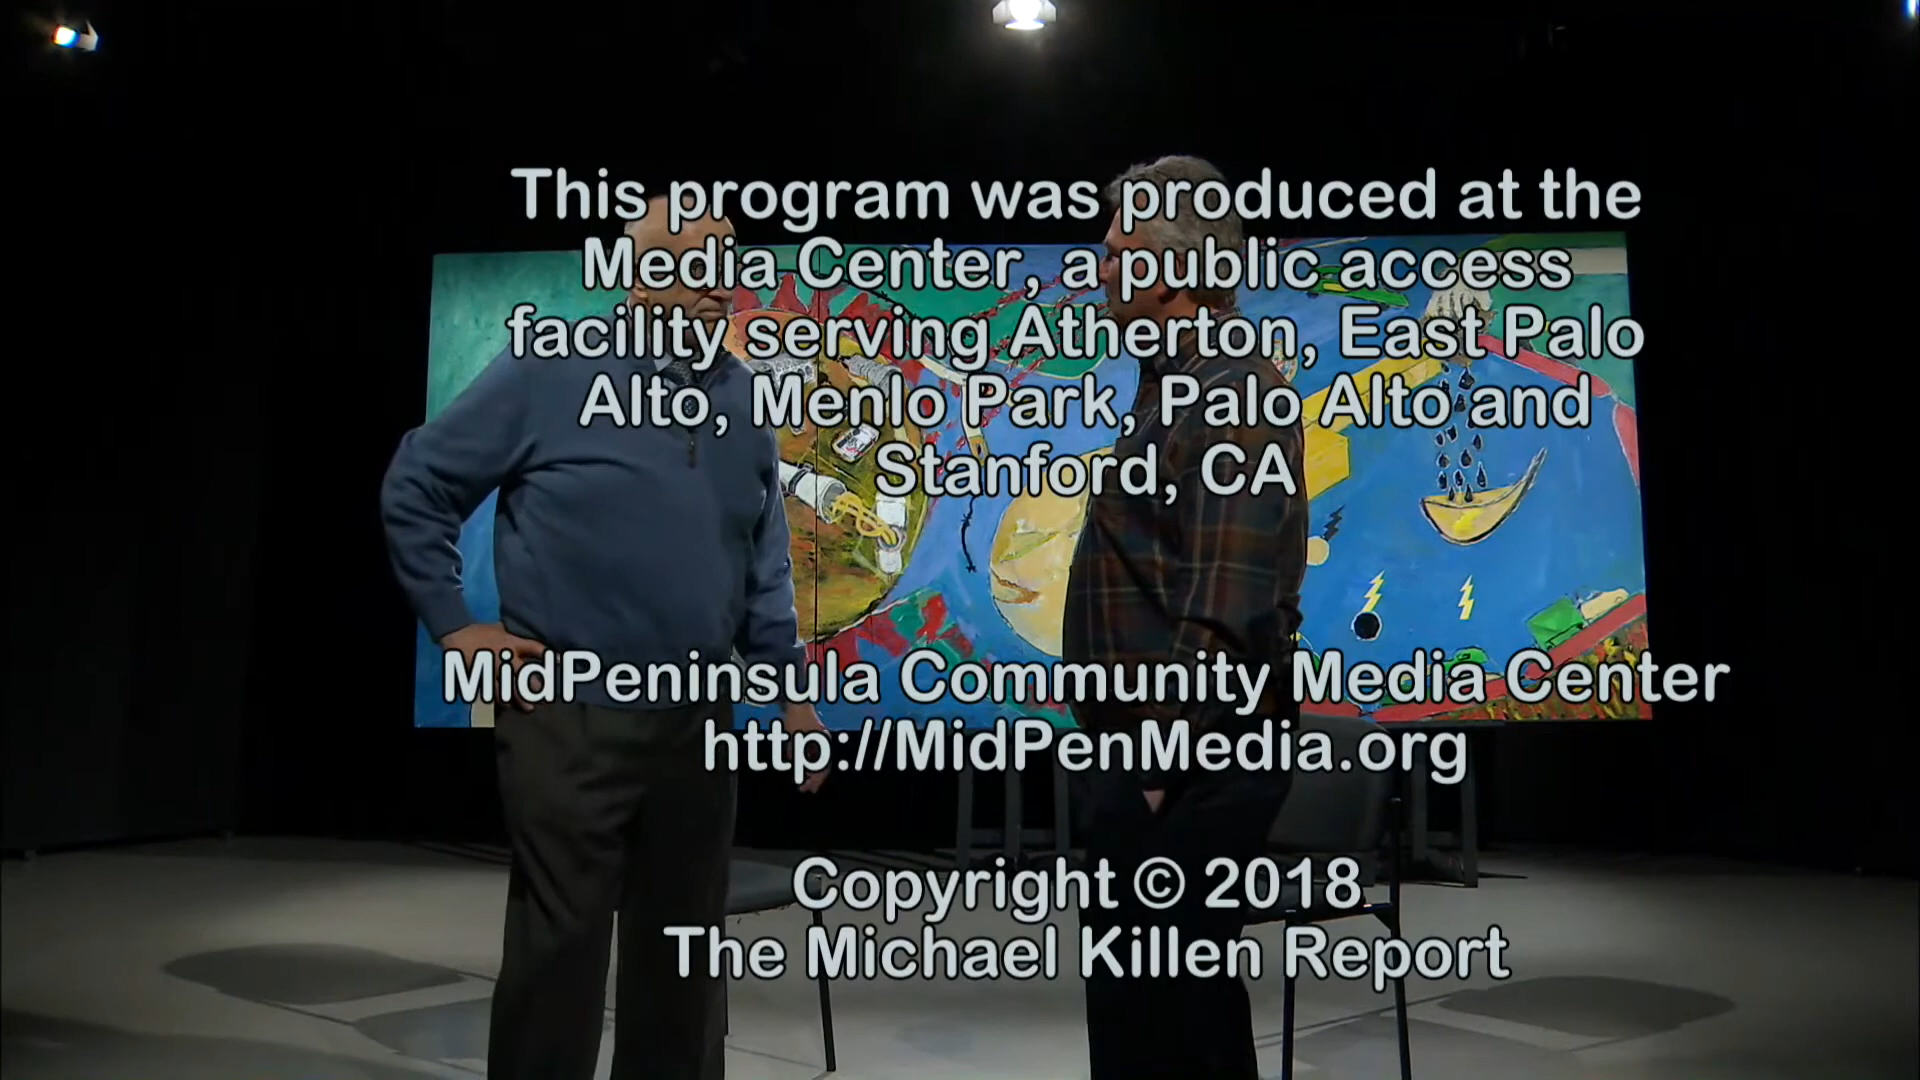 This program was produced at the
Media Center, a public access
facility serving Atherton, East Palo
Alto, Menlo Park, Palo Alto and
Stanford, CA
MidPeninsula Community Media Center
http://MidPenMedia.org
Copyright © 2018
The Michael Killen Report